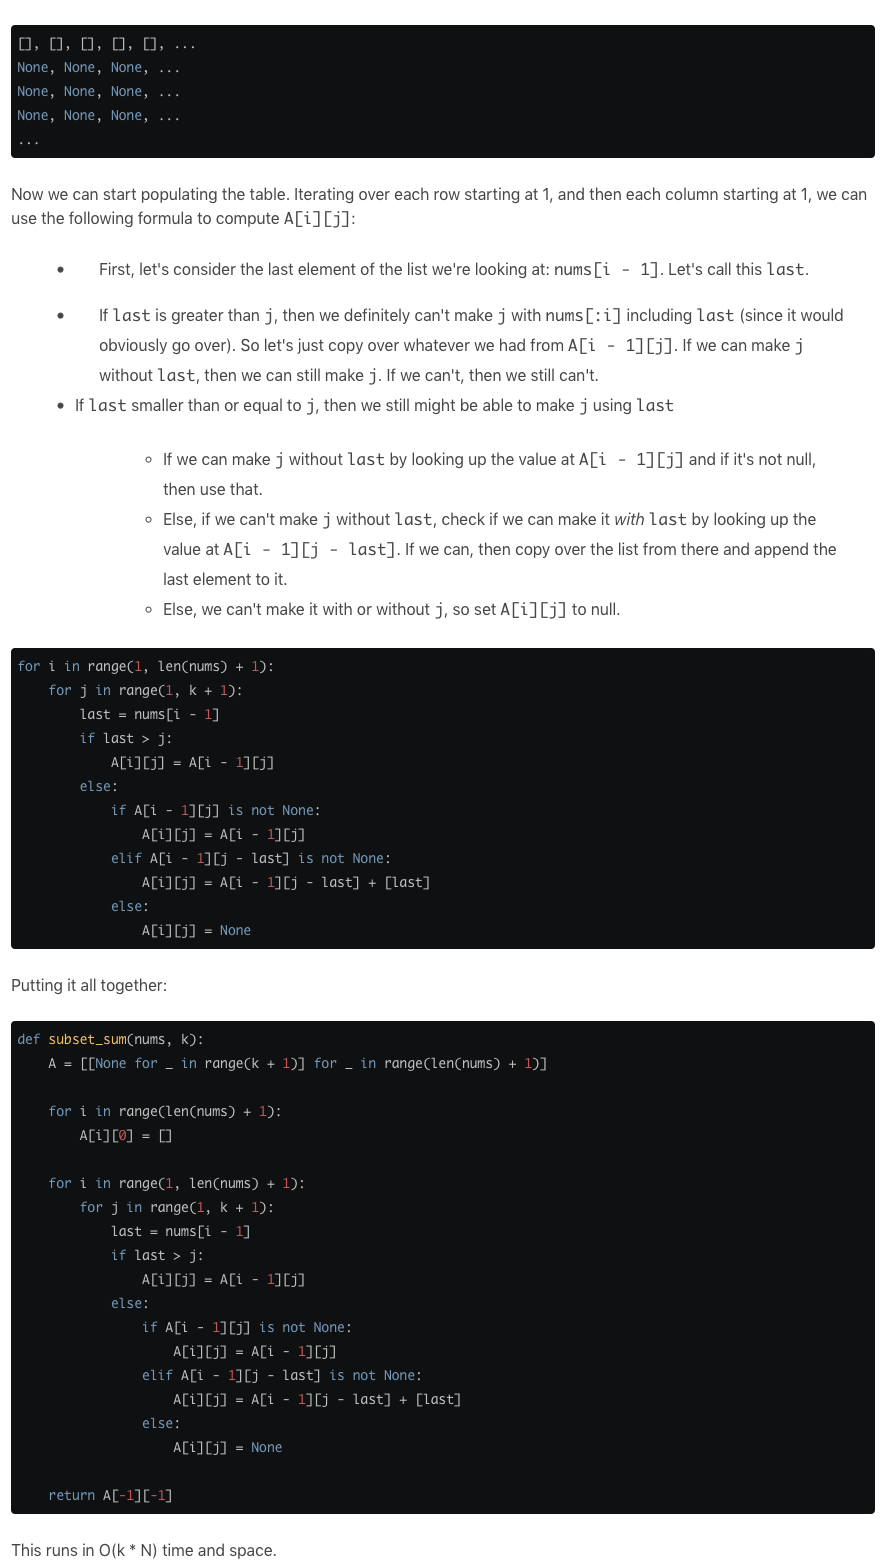 [], [], [], [], [], ...
None, None, None, ...
None, None, None, ...
None, None, None, ...
...
Now we can start populating the table. Iterating over each row starting at 1, and then each column starting at 1, we can
use the following formula to compute A[i][j]:
• First, let's consider the last element of the list we're looking at: nums[i - 1]. Let's call this last.
• If last is greater than j, then we definitely can't make j with nums[:i] including last (since it would
obviously go over). So let's just copy over whatever we had from A[i - 1][j]. If we can make j
without last, then we can still make j. If we can't, then we still can't.
• If last smaller than or equal to j, then we still might be able to make j using last
◦ If we can make j without last by looking up the value at A[i - 1][j] and if it's not null,
then use that.
◦ Else, if we can't make j without last, check if we can make it with last by looking up the
value at A[i - 1][j - last]. If we can, then copy over the list from there and append the
last element to it.
◦ Else, we can't make it with or without j, so set A[i][j] to null.
for i in range(1, len(nums) + 1):
    for j in range(1, k + 1):
        last = nums[i - 1]
        if last > j:
            A[i][j] = A[i - 1][j]
        else:
            if A[i - 1][j] is not None:
                A[i][j] = A[i - 1][j]
            elif A[i - 1][j - last] is not None:
                A[i][j] = A[i - 1][j - last] + [last]
            else:
                A[i][j] = None
Putting it all together:
def subset_sum(nums, k):
    A = [[None for _ in range(k + 1)] for _ in range(len(nums) + 1)]
    for i in range(len(nums) + 1):
        A[i][0] = []
    for i in range(1, len(nums) + 1):
        for j in range(1, k + 1):
            last = nums[i - 1]
            if last > j:
                A[i][j] = A[i - 1][j]
            else:
                if A[i - 1][j] is not None:
                    A[i][j] = A[i - 1][j]
                elif A[i - 1][j - last] is not None:
                    A[i][j] = A[i - 1][j - last] + [last]
                else:
                    A[i][j] = None
    return A[-1][-1]
This runs in O(k * N) time and space.